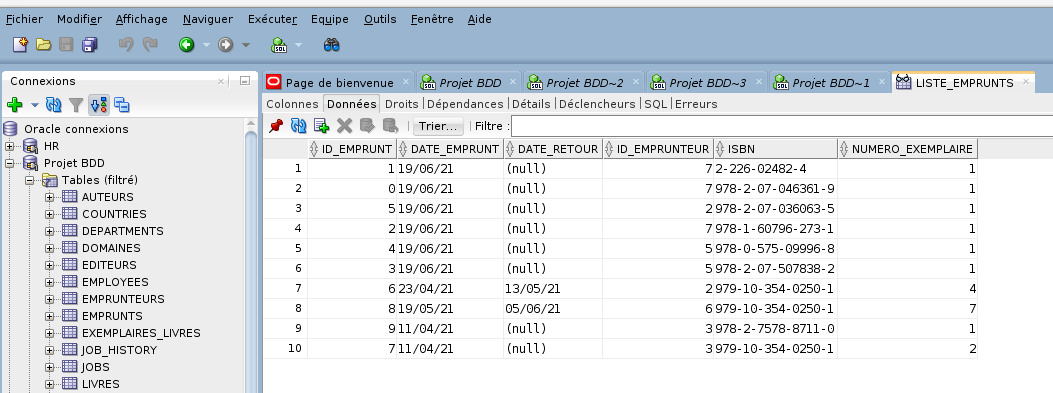 Fichier Modifier Affichage Naviguer Exécuter Equipe Outils Fenêtre Aide
SQL
Connexions
Page de bienvenue
SQL Projet BDD
SQL Projet BDD~2
SQL Projet BDD~3
SQL Projet BDD~1
LISTE_EMPRUNTS
Colonnes Données Droits Dépendances Détails Déclencheurs SQL Erreurs
Trier... Filtre :
Oracle connexions
HR
Projet BDD
Tables (filtré)
AUTEURS
COUNTRIES
DEPARTMENTS
DOMAINES
EDITEURS
EMPLOYEES
EMPRUNTEURS
EMPRUNTS
EXEMPLAIRES_LIVRES
JOB_HISTORY
JOBS
LIVRES
ID_EMPRUNT DATE_EMPRUNT DATE_RETOUR ID_EMPRUNTEUR ISBN NUMERO_EXEMPLAIRE
1 1 19/06/21 (null) 7 2-226-02482-4 1
2 0 19/06/21 (null) 7 978-2-07-046361-9 1
3 5 19/06/21 (null) 2 978-2-07-036063-5 1
4 2 19/06/21 (null) 7 978-1-60796-273-1 1
5 4 19/06/21 (null) 5 978-0-575-09996-8 1
6 3 19/06/21 (null) 5 978-2-07-507838-2 1
7 6 23/04/21 13/05/21 2 979-10-354-0250-1 4
8 8 19/05/21 05/06/21 6 979-10-354-0250-1 7
9 9 11/04/21 (null) 3 978-2-7578-8711-0 1
10 7 11/04/21 (null) 3 979-10-354-0250-1 2